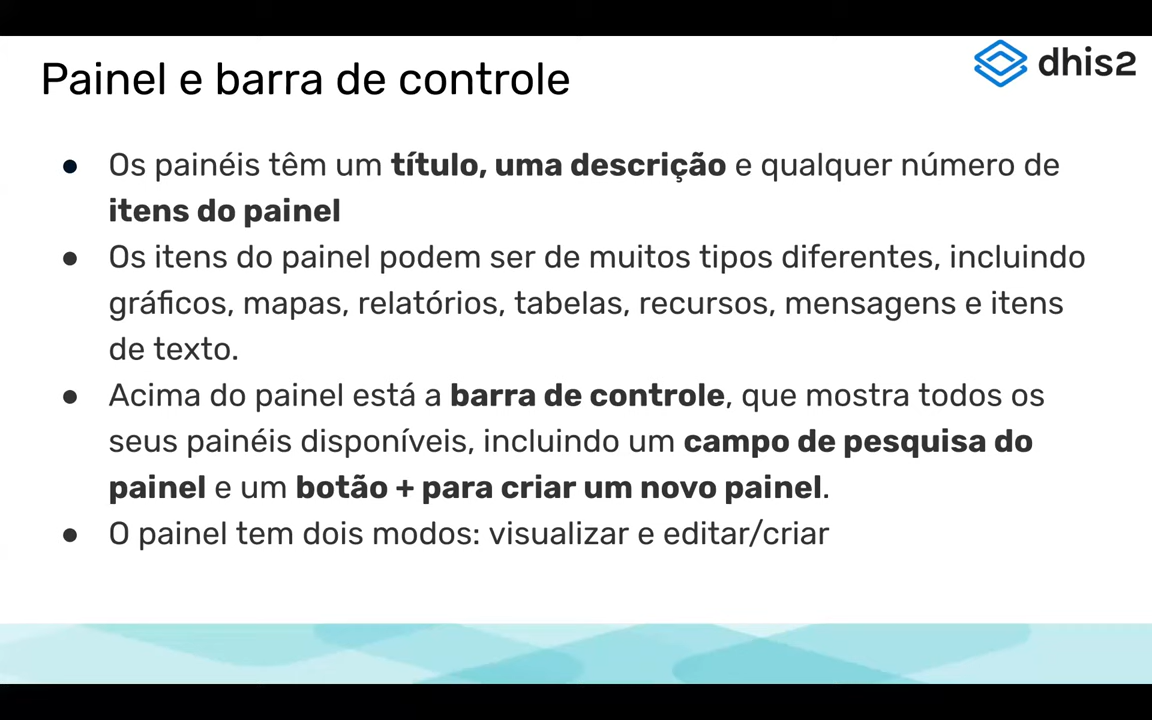 dhis2
Painel e barra de controle
● Os painéis têm um título, uma descrição e qualquer número de
itens do painel
● Os itens do painel podem ser de muitos tipos diferentes, incluindo
gráficos, mapas, relatórios, tabelas, recursos, mensagens e itens
de texto.
● Acima do painel está a barra de controle, que mostra todos os
seus painéis disponíveis, incluindo um campo de pesquisa do
painel e um botão + para criar um novo painel.
● O painel tem dois modos: visualizar e editar/criar